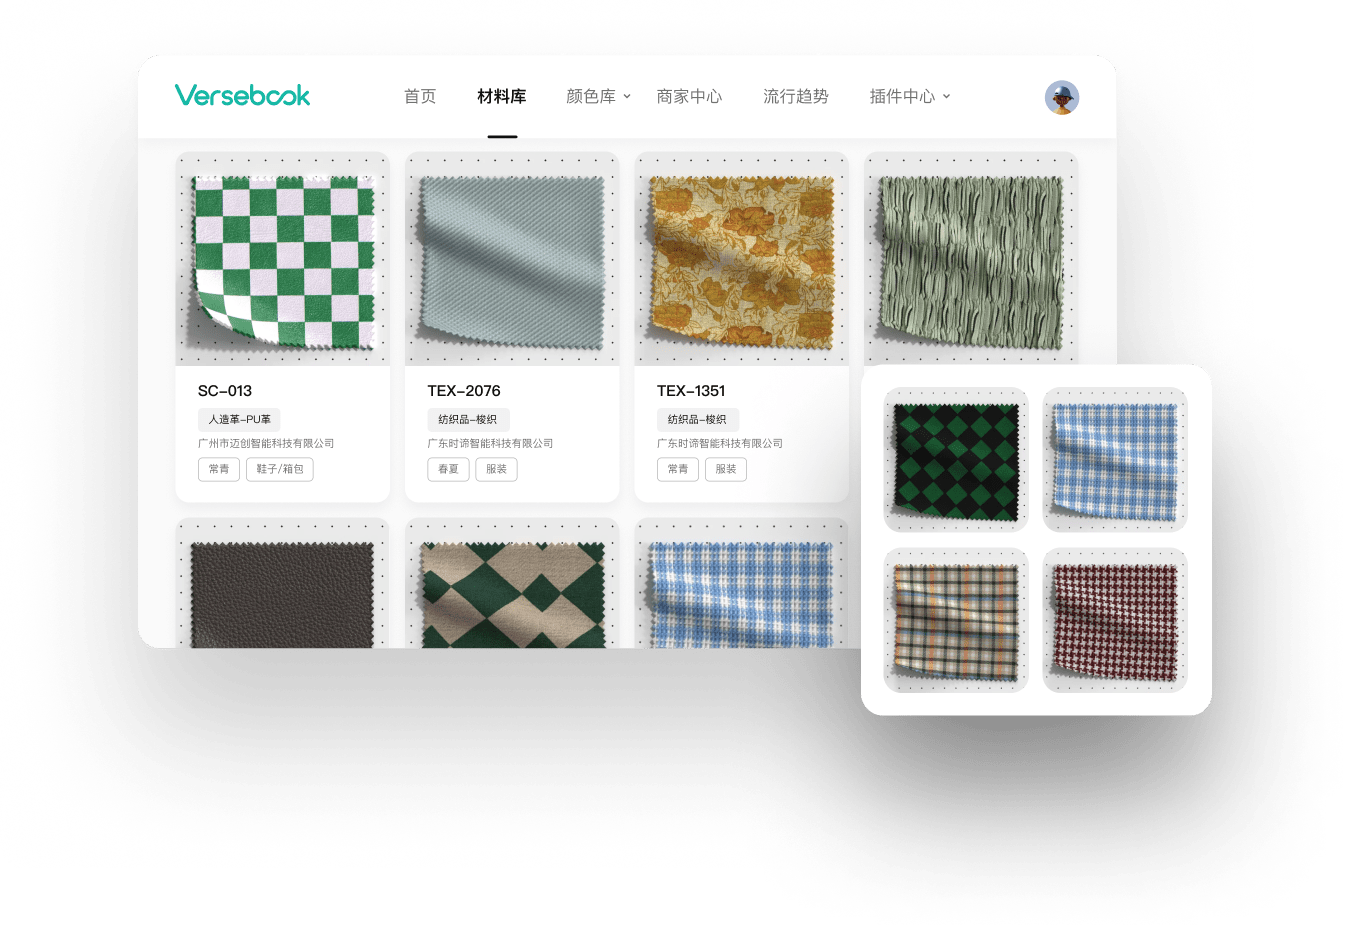 Versebook
首页 材料库 颜色库 商家中心 流行趋势 插件中心
SC-013
人造革-PU革
广州市迈创智能科技有限公司
常青 鞋子/箱包
TEX-2076
纺织品-梭织
广东时谛智能科技有限公司
春夏 服装
TEX-1351
纺织品-梭织
广东时谛智能科技有限公司
常青 服装